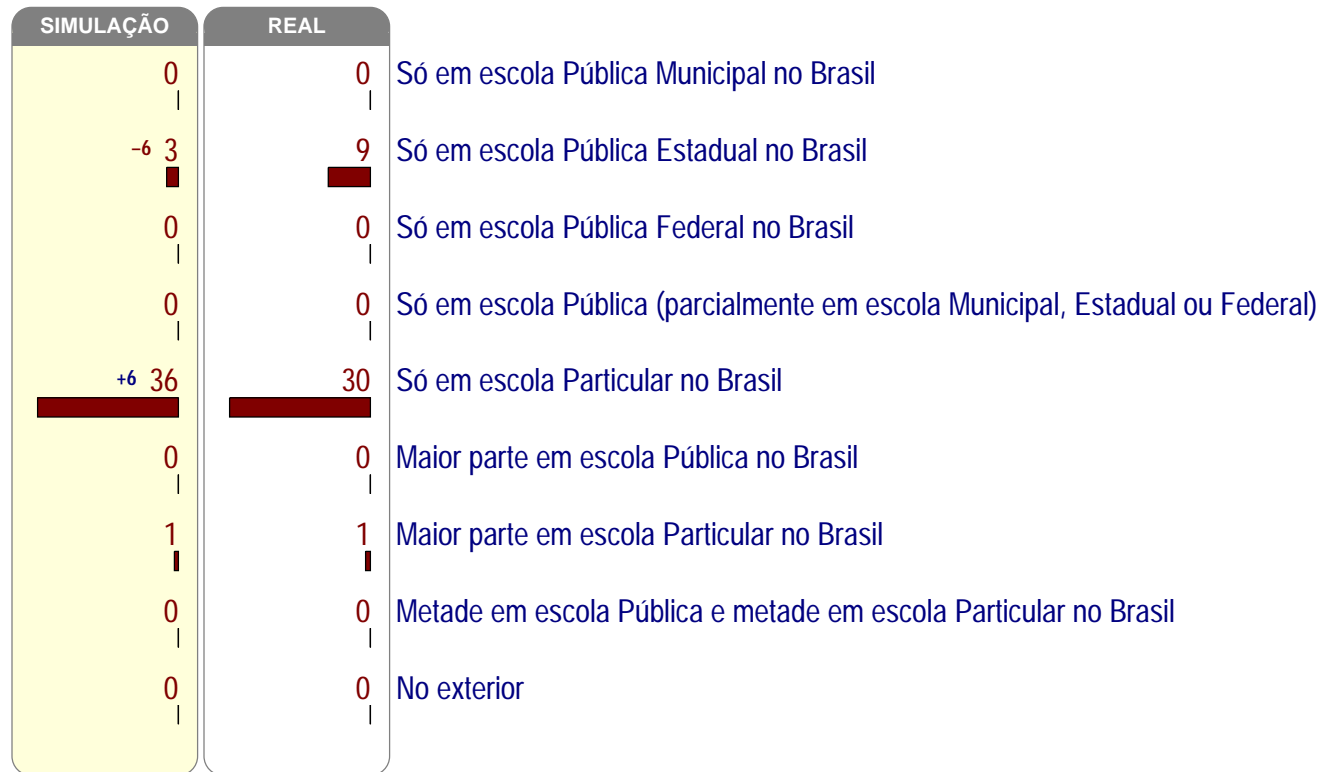 SIMULAÇÃO REAL
0 0 Só em escola Pública Municipal no Brasil
−6 3 9 Só em escola Pública Estadual no Brasil
0 0 Só em escola Pública Federal no Brasil
0 0 Só em escola Pública (parcialmente em escola Municipal, Estadual ou Federal)
+6 36 30 Só em escola Particular no Brasil
0 0 Maior parte em escola Pública no Brasil
1 1 Maior parte em escola Particular no Brasil
0 0 Metade em escola Pública e metade em escola Particular no Brasil
0 0 No exterior